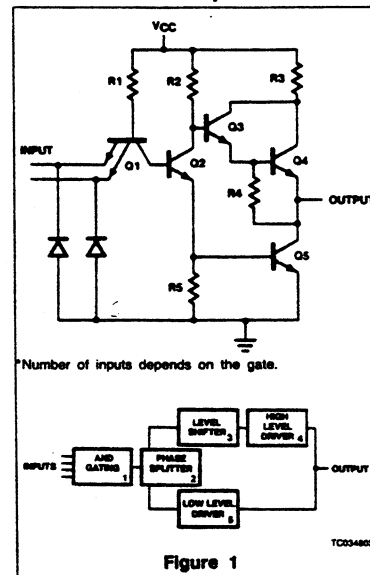 VCC
R1
R2
R3
Q3
INPUT
Q1
Q2
Q4
R4
OUTPUT
Q5
R5
*Number of inputs depends on the gate.
LEVEL SHIFTER 3
HIGH LEVEL DRIVER 4
INPUTS
AND GATING 1
PHASE SPLITTER 2
OUTPUT
LOW LEVEL DRIVER 5
TC03480S
Figure 1